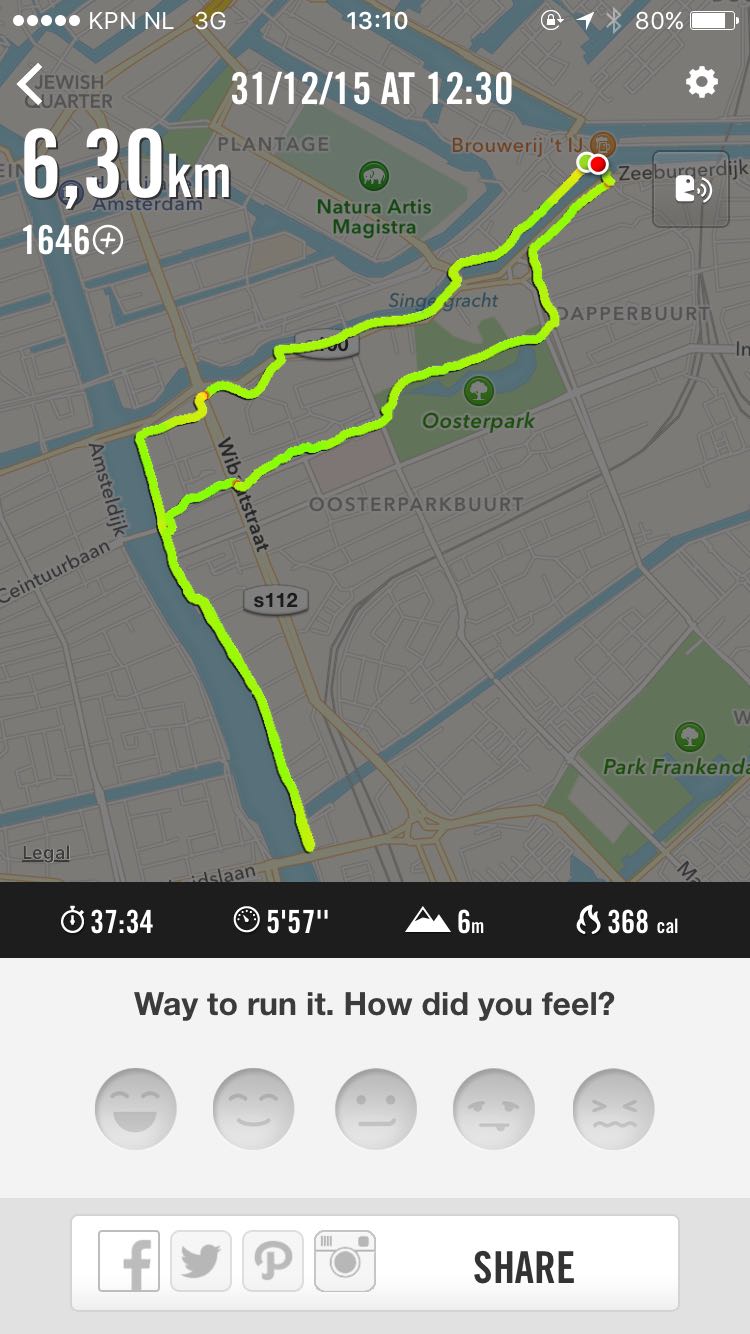 KPN NL 3G 13:10 80%
31/12/15 AT 12:30
JEWISH
QUARTER
6,30km
1646
PLANTAGE
Brouwerij 't IJ
Zeeburgerdijk
Amsterdam
Natura Artis
Magistra
Singelgracht
DAPPERBUURT
Oosterpark
Amsteldijk
Wibautstraat
OOSTERPARKBUURT
Ceintuurbaan
s112
Park Frankenda
Legal
idslaan
37:34 5'57'' 6m 368 cal
Way to run it. How did you feel?
SHARE